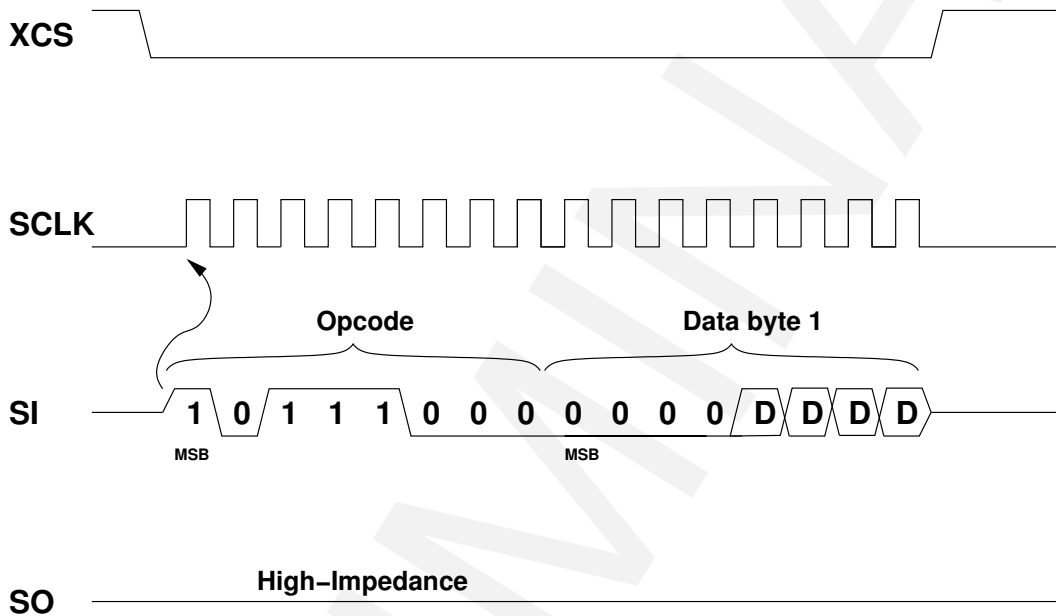 XCS
SCLK
Opcode Data byte 1
SI 1 0 1 1 1 0 0 0 0 0 0 0 D D D D
MSB MSB
High−Impedance
SO